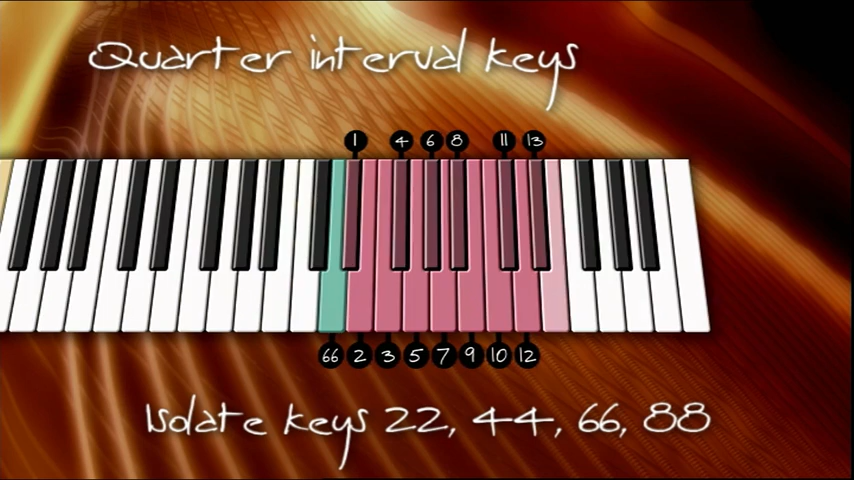 Quarter interval keys
1 4 6 8 11 13
66 2 3 5 7 9 10 12
Isolate keys 22, 44, 66, 88